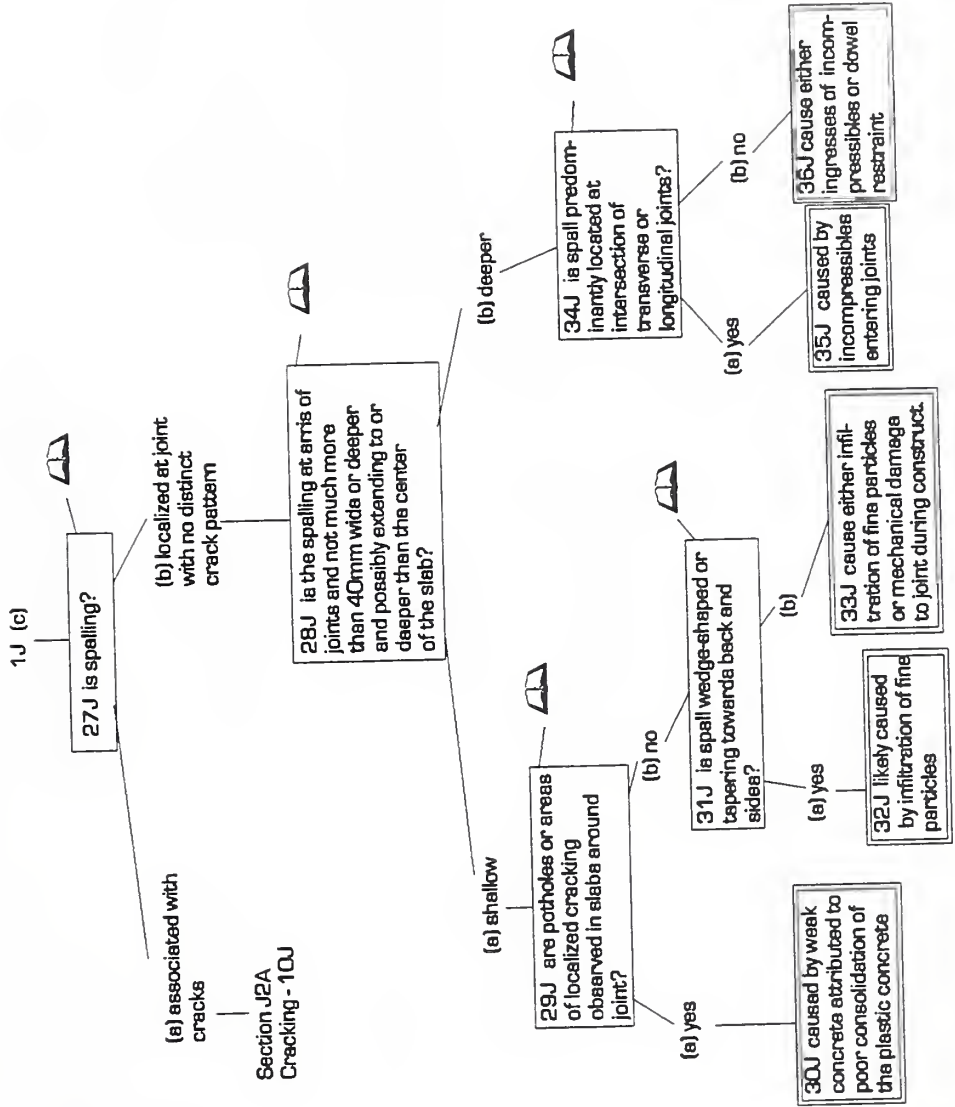 1J (c)
27J is spalling?
(a) associated with
cracks
Section J2A
Cracking - 10J
(b) localized at joint
with no distinct
crack pattern
28J is the spalling at arris of
joints and not much more
than 40mm wide or deeper
and possibly extending to or
deeper than the center
of the slab?
(a) shallow
(b) deeper
29J are potholes or areas
of localized cracking
observed in slabs around
joint?
(a) yes
(b) no
30J caused by weak
concrete attributed to
poor consolidation of
the plastic concrete
31J is spall wedge-shaped or
tapering towards back and
sides?
(a) yes
(b)
32J likely caused
by infiltration of fine
particles
33J cause either infil-
tration of fine particles
or mechanical damage
to joint during construct.
34J is spall predom-
inantly located at
intersection of
transverse or
longitudinal joints?
(a) yes
(b) no
35J caused by
incompressibles
entering joints
36J cause either
ingresses of incom-
pressibles or dowel
restraint